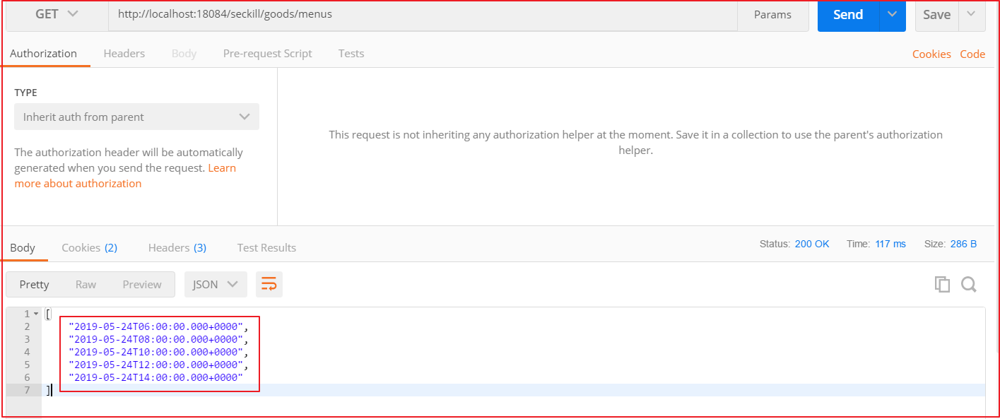 GET http://localhost:18084/seckill/goods/menus Params Send Save
Authorization Headers Body Pre-request Script Tests Cookies Code
TYPE
Inherit auth from parent
The authorization header will be automatically
generated when you send the request. Learn
more about authorization
This request is not inheriting any authorization helper at the moment. Save it in a collection to use the parent's authorization
helper.
Body Cookies (2) Headers (3) Test Results Status: 200 OK Time: 117 ms Size: 286 B
Pretty Raw Preview JSON
1 [
2 "2019-05-24T06:00:00.000+0000",
3 "2019-05-24T08:00:00.000+0000",
4 "2019-05-24T10:00:00.000+0000",
5 "2019-05-24T12:00:00.000+0000",
6 "2019-05-24T14:00:00.000+0000"
7 ]